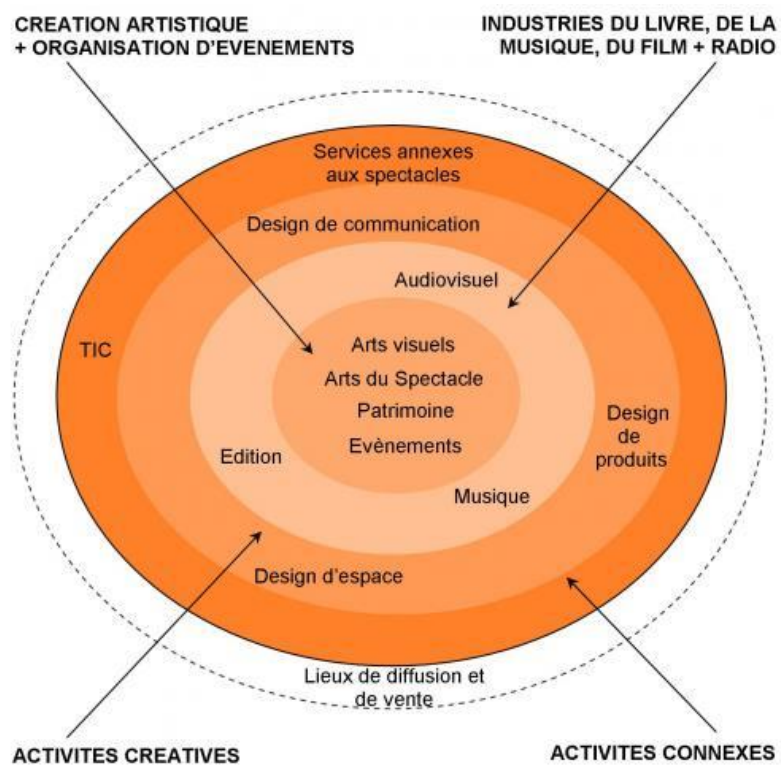 CREATION ARTISTIQUE
+ ORGANISATION D'EVENEMENTS
INDUSTRIES DU LIVRE, DE LA
MUSIQUE, DU FILM + RADIO
Services annexes
aux spectacles
Design de communication
Audiovisuel
TIC
Arts visuels
Arts du Spectacle
Patrimoine
Evènements
Design
de
produits
Edition
Musique
Design d'espace
Lieux de diffusion et
de vente
ACTIVITES CREATIVES
ACTIVITES CONNEXES